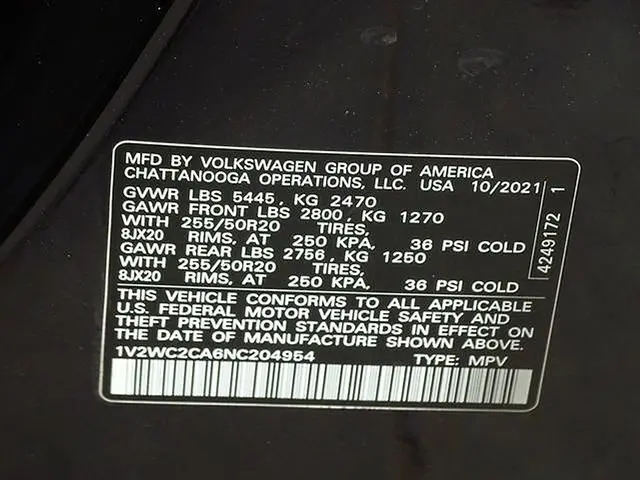 MFD BY VOLKSWAGEN GROUP OF AMERICA
CHATTANOOGA OPERATIONS, LLC. USA 10/2021
GVWR LBS 5445, KG 2470
GAWR FRONT LBS 2800, KG 1270
WITH 255/50R20 TIRES,
8JX20 RIMS, AT 250 KPA, 36 PSI COLD
GAWR REAR LBS 2756, KG 1250
WITH 255/50R20 TIRES,
8JX20 RIMS, AT 250 KPA, 36 PSI COLD
THIS VEHICLE CONFORMS TO ALL APPLICABLE
U.S. FEDERAL MOTOR VEHICLE SAFETY AND
THEFT PREVENTION STANDARDS IN EFFECT ON
THE DATE OF MANUFACTURE SHOWN ABOVE.
1V2WC2CA6NC204954 TYPE: MPV
4249172 1